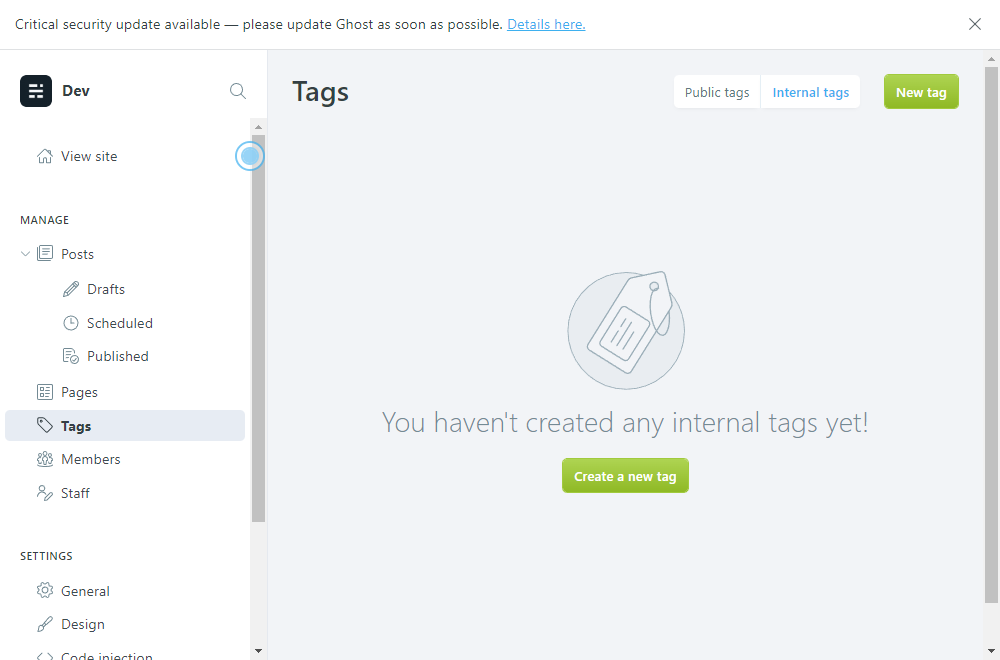 Critical security update available — please update Ghost as soon as possible. Details here.
Dev
View site
MANAGE
Posts
Drafts
Scheduled
Published
Pages
Tags
Members
Staff
SETTINGS
General
Design
Code injection
Tags
Public tags
Internal tags
New tag
You haven't created any internal tags yet!
Create a new tag